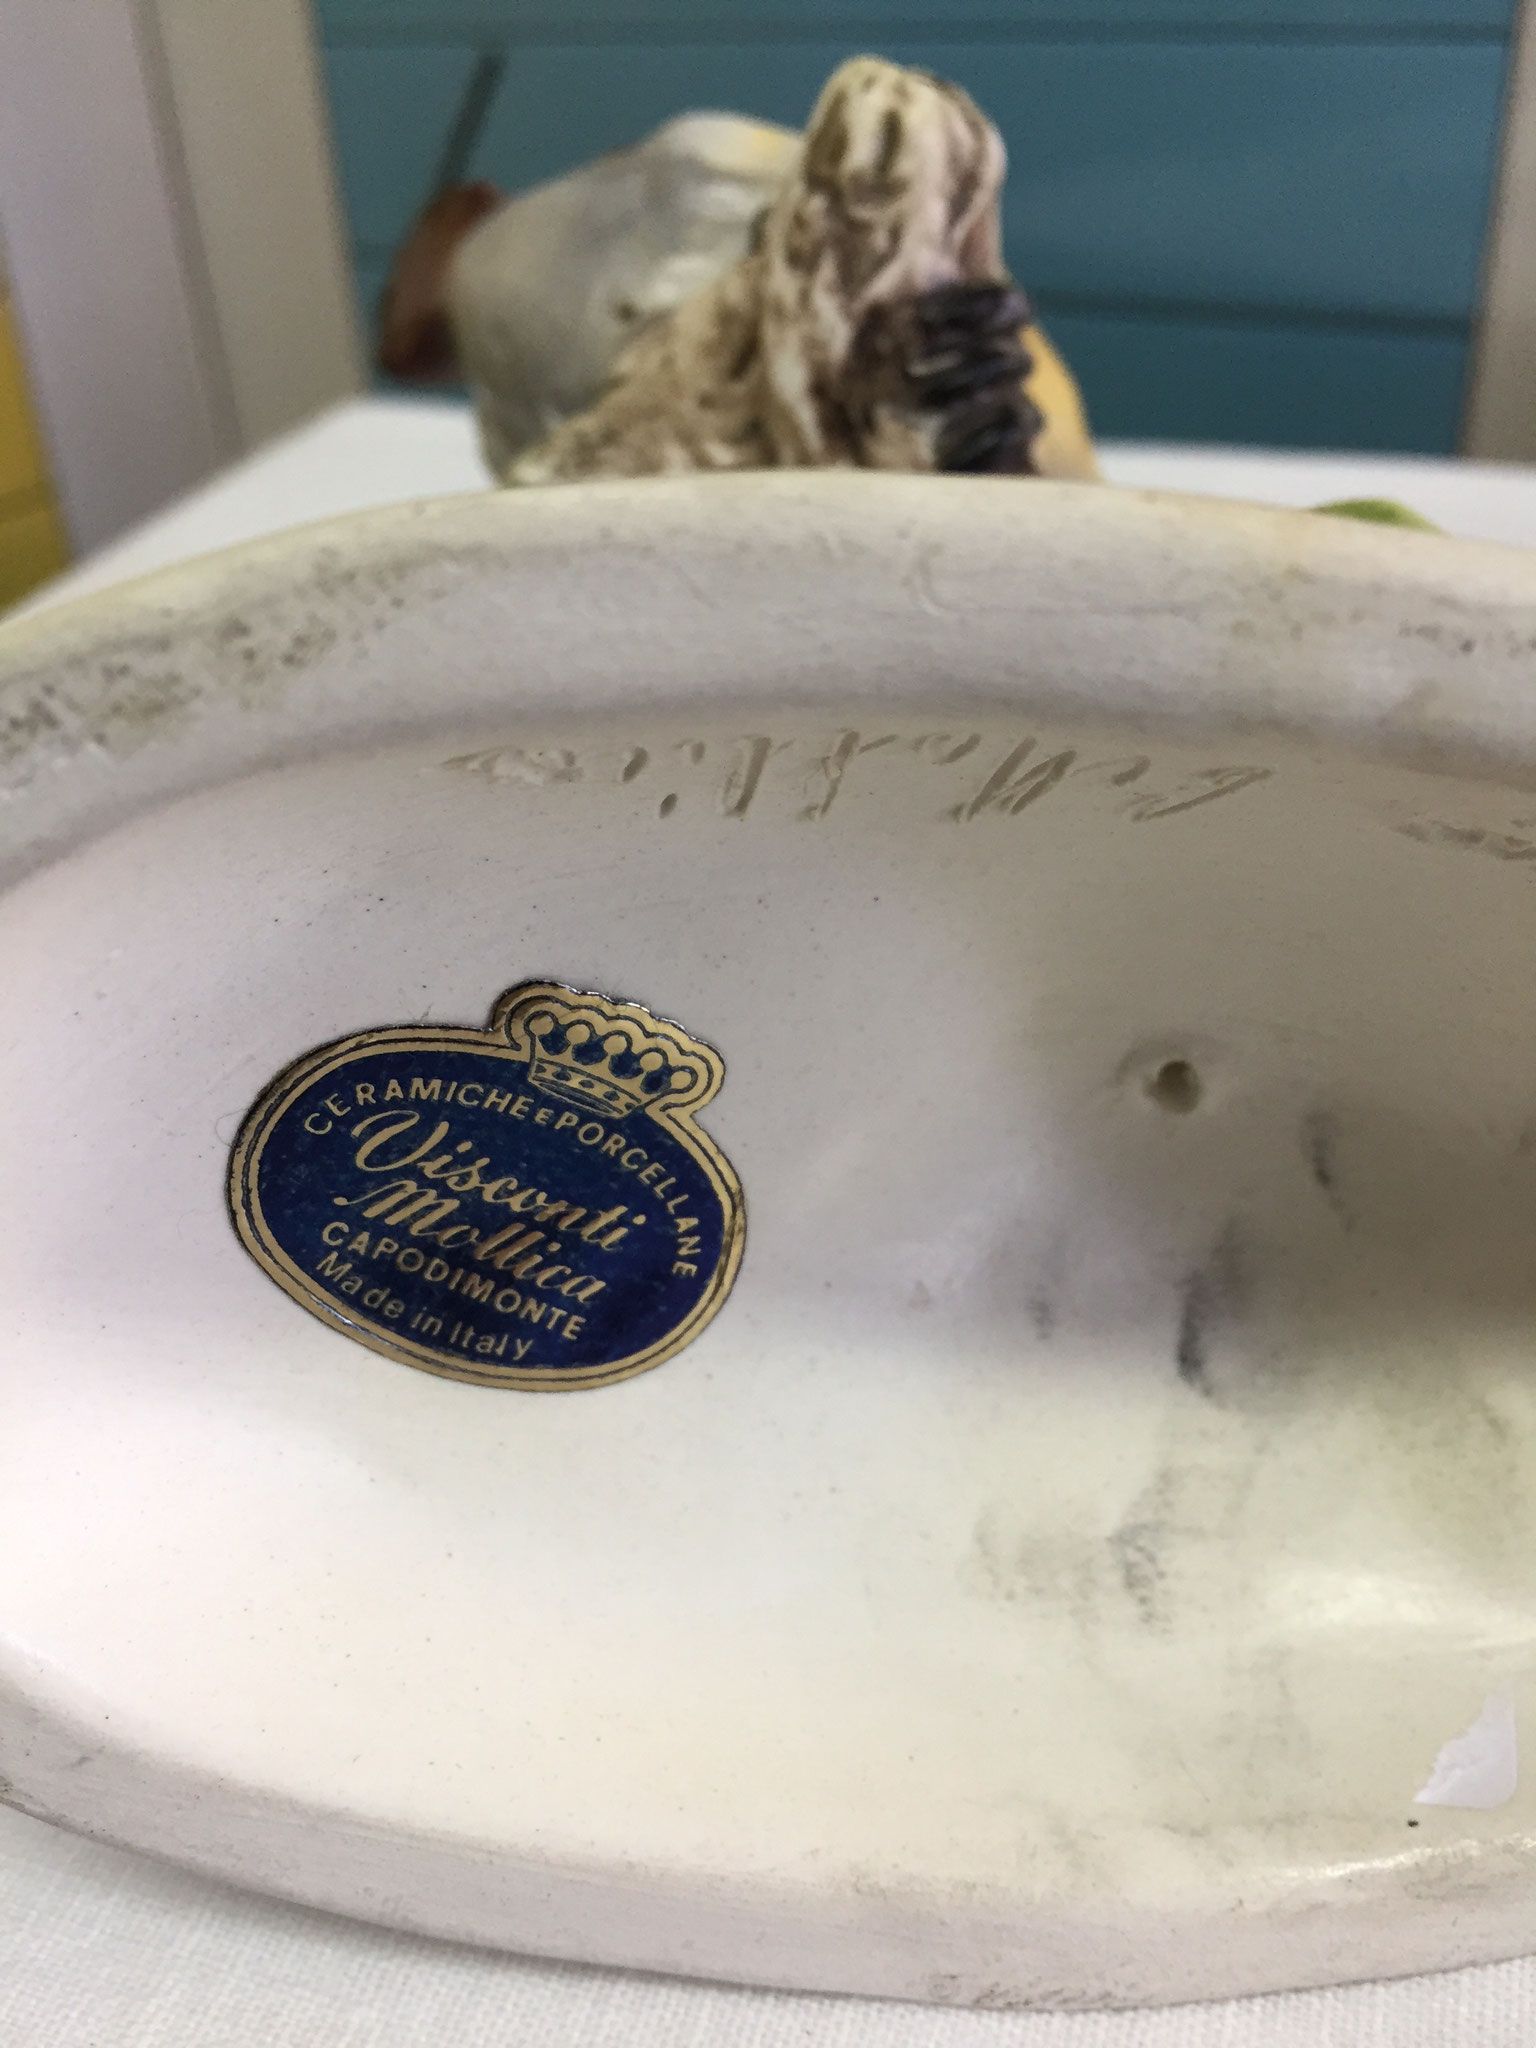 CERAMICHE E PORCELLANE
Visconti
Mollica
CAPODIMONTE
Made in Italy